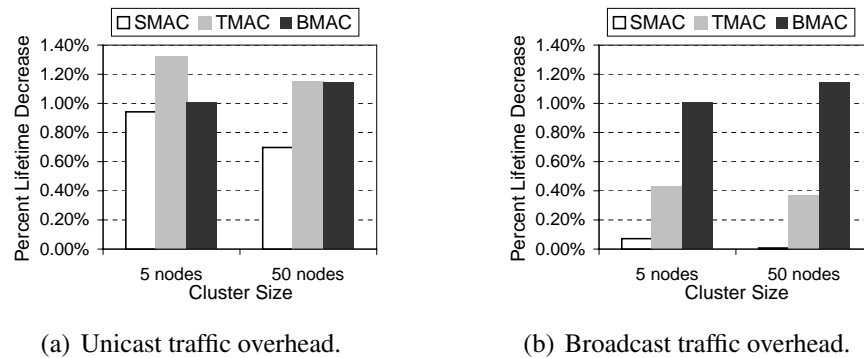 SMAC TMAC BMAC
1.40%
1.20%
1.00%
0.80%
0.60%
0.40%
0.20%
0.00%
Percent Lifetime Decrease
5 nodes 50 nodes
Cluster Size
(a) Unicast traffic overhead.
SMAC TMAC BMAC
1.40%
1.20%
1.00%
0.80%
0.60%
0.40%
0.20%
0.00%
Percent Lifetime Decrease
5 nodes 50 nodes
Cluster Size
(b) Broadcast traffic overhead.